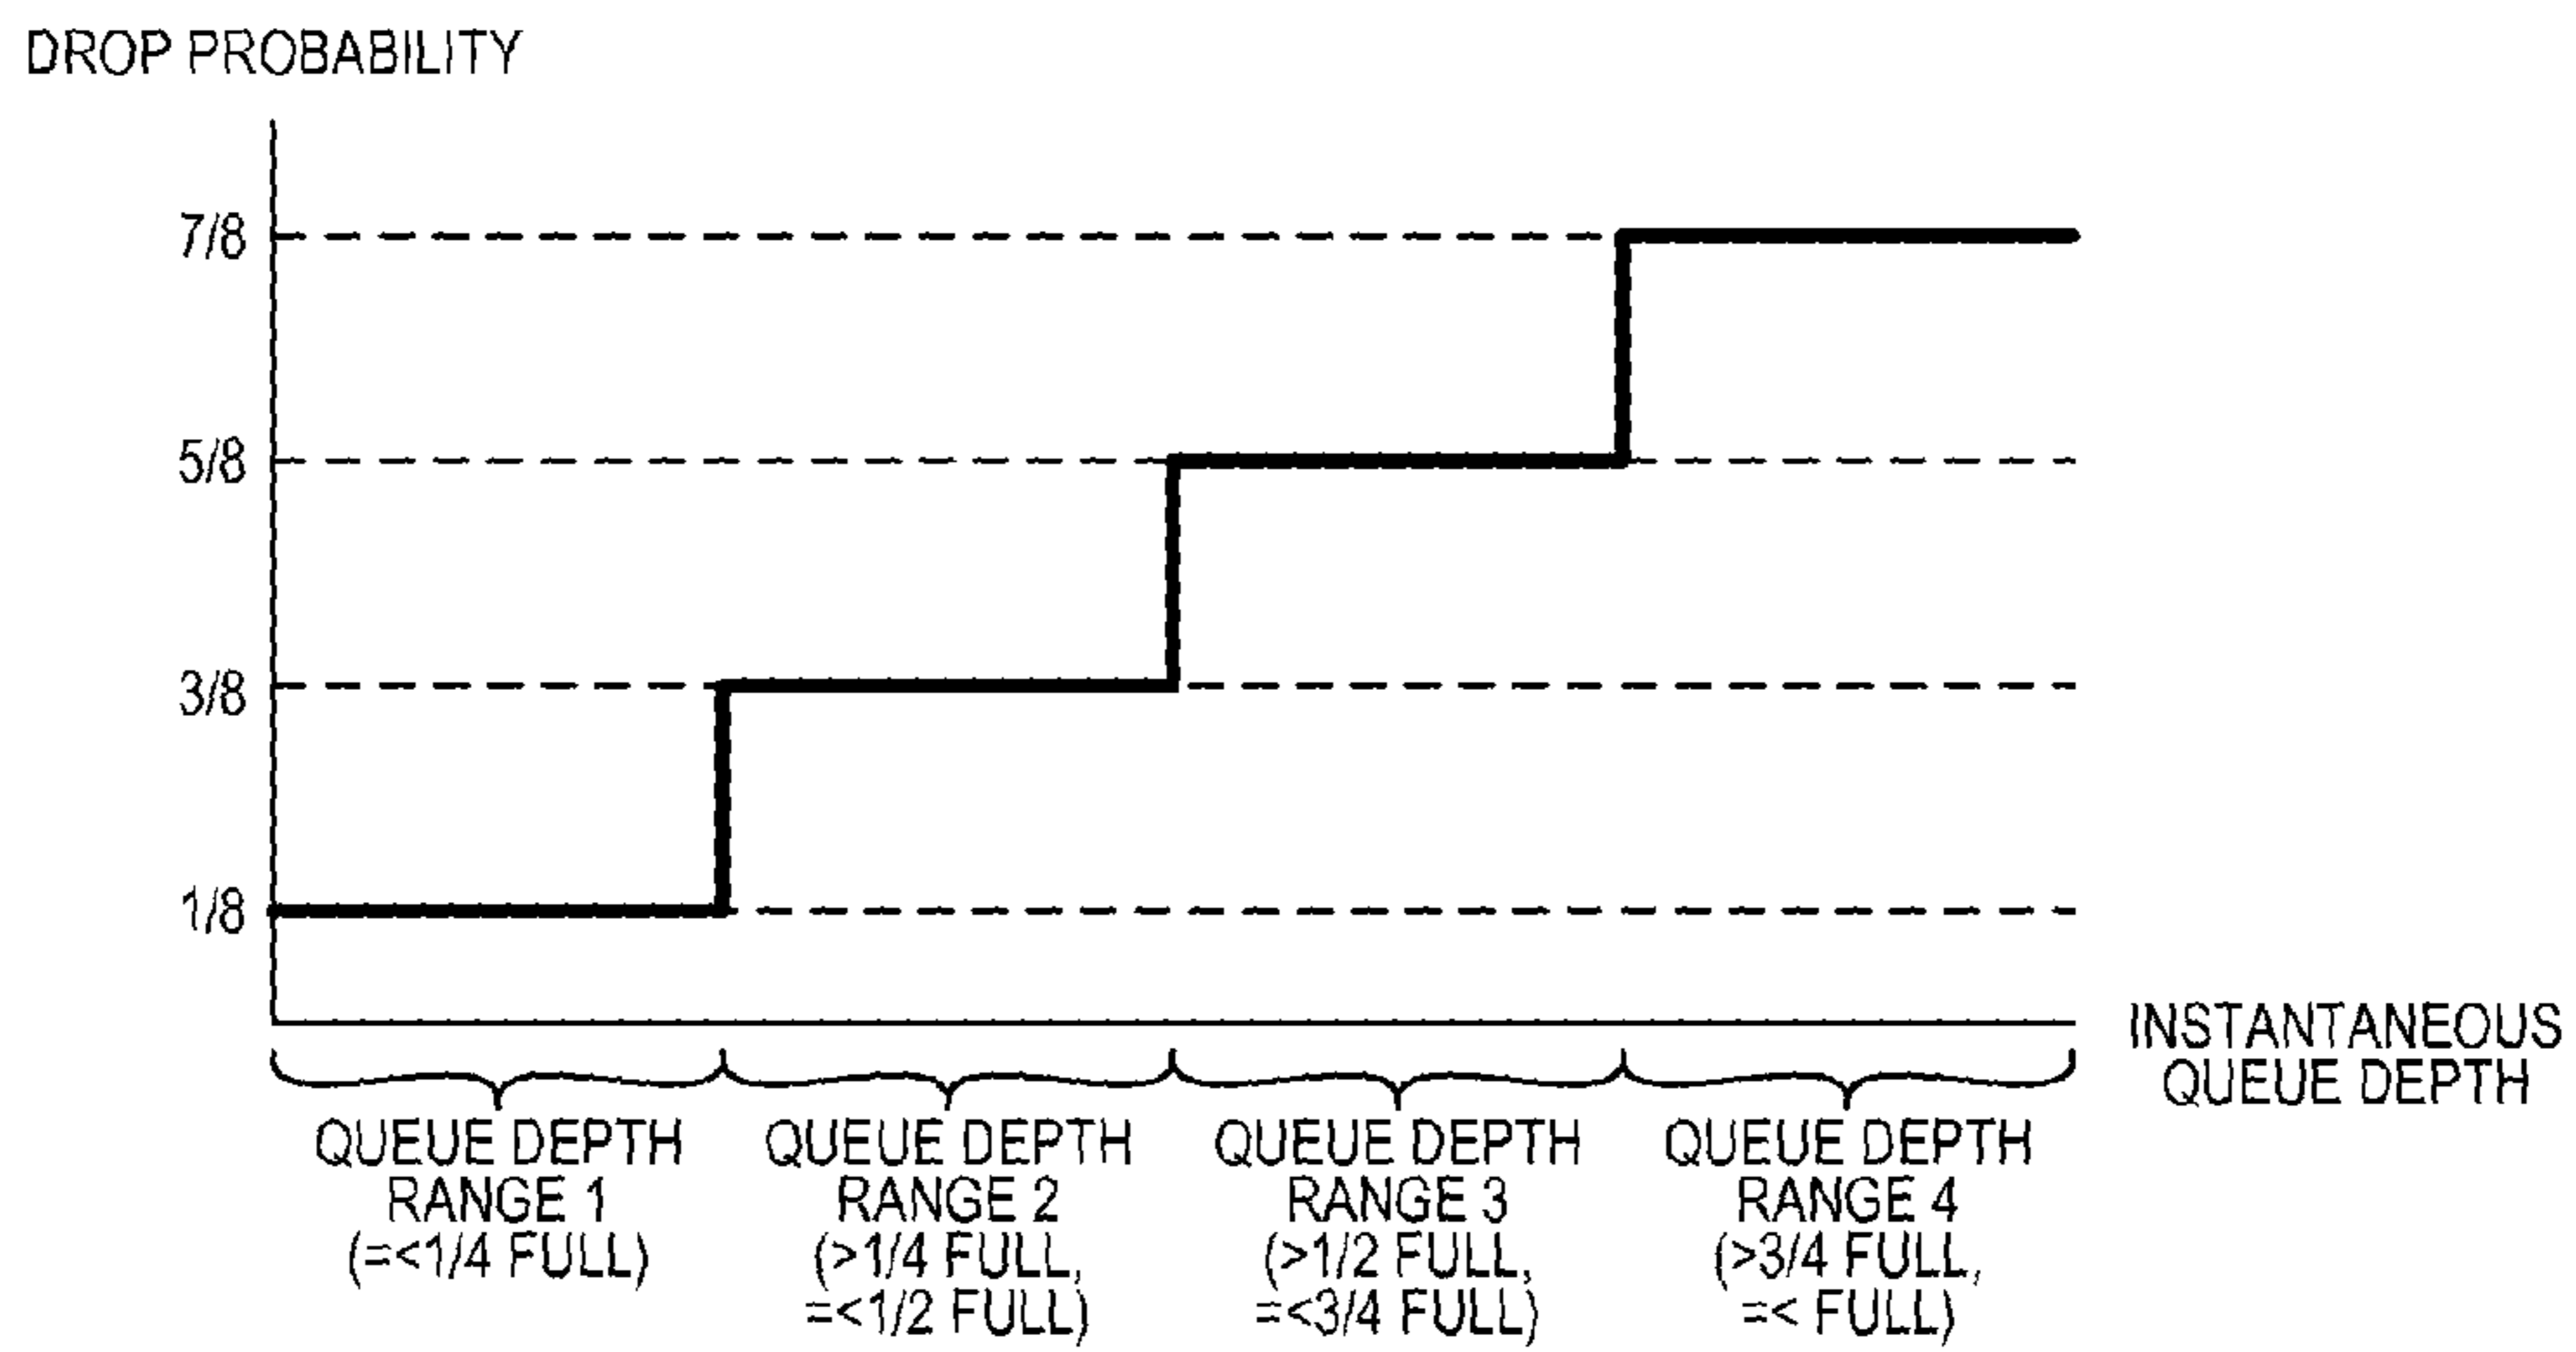 DROP PROBABILITY
7/8
5/8
3/8
1/8
INSTANTANEOUS
QUEUE DEPTH
QUEUE DEPTH
RANGE 1
(=<1/4 FULL)
QUEUE DEPTH
RANGE 2
(>1/4 FULL,
=<1/2 FULL)
QUEUE DEPTH
RANGE 3
(>1/2 FULL,
=<3/4 FULL)
QUEUE DEPTH
RANGE 4
(>3/4 FULL,
=< FULL)